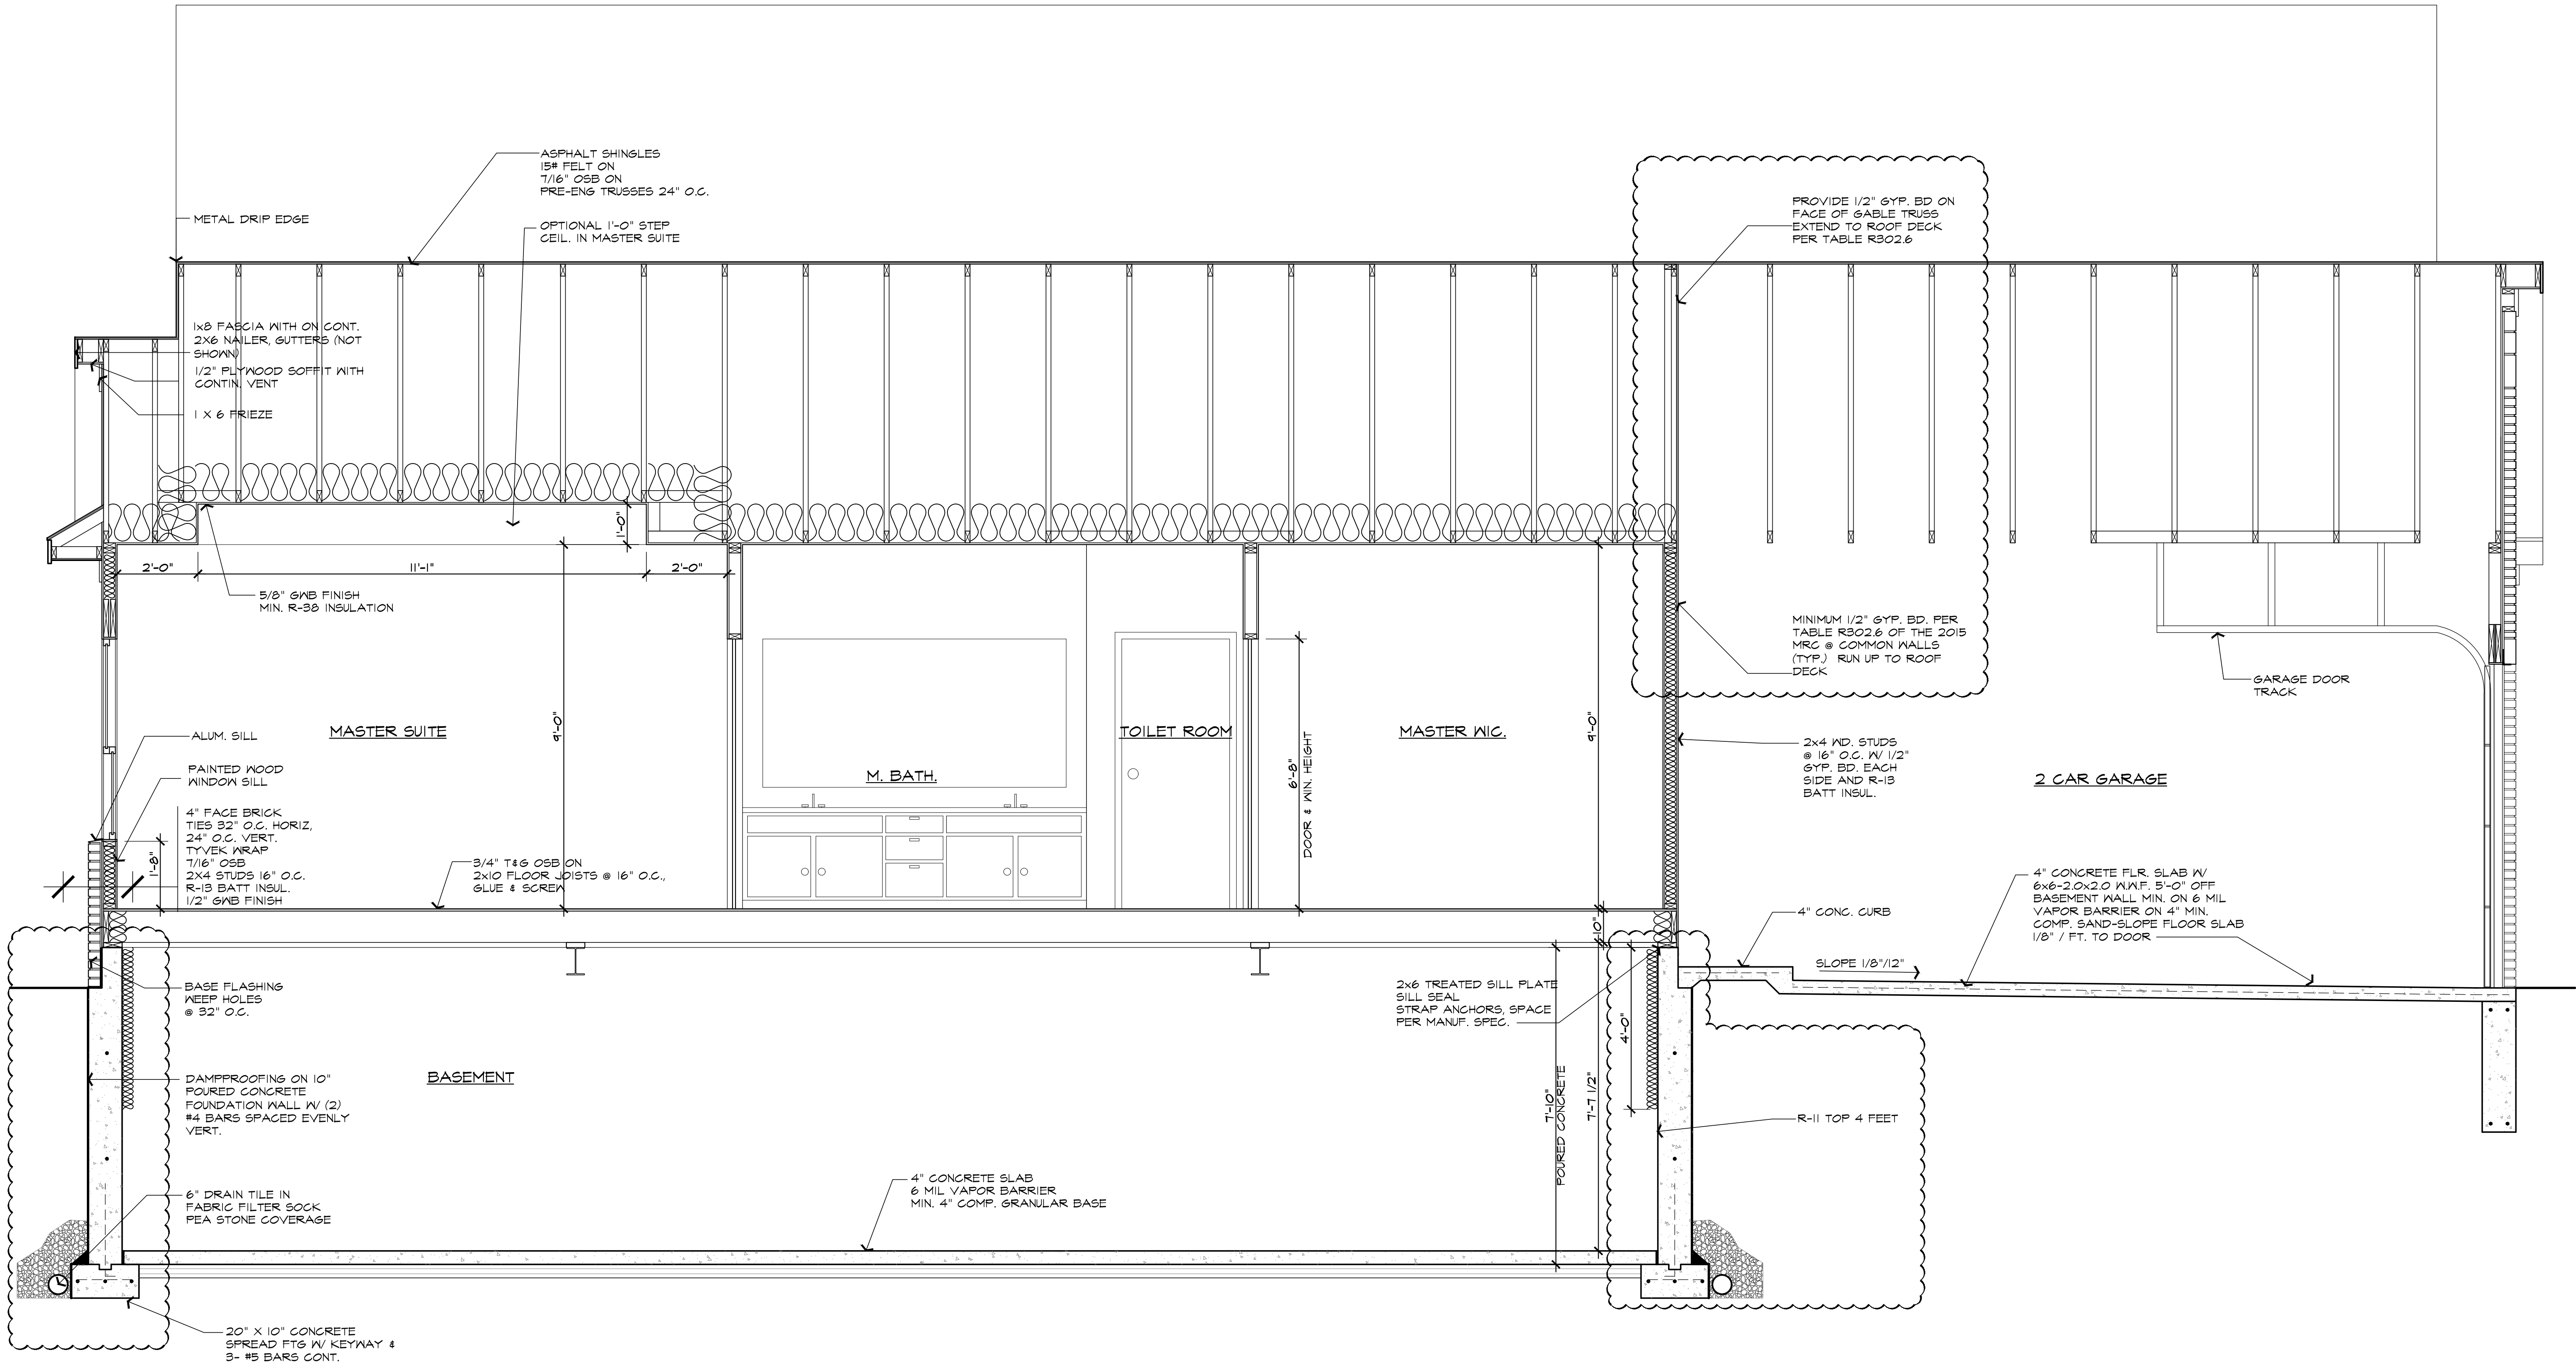 ASPHALT SHINGLES
15# FELT ON
7/16" OSB ON
PRE-ENG TRUSSES 24" O.C.
METAL DRIP EDGE
OPTIONAL 1'-0" STEP
CEIL. IN MASTER SUITE
PROVIDE 1/2" GYP. BD ON
FACE OF GABLE TRUSS
EXTEND TO ROOF DECK
PER TABLE R302.6
1x8 FASCIA WITH ON CONT.
2X6 NAILER, GUTTERS (NOT
SHOWN)
1/2" PLYWOOD SOFFIT WITH
CONTIN. VENT
1 X 6 FRIEZE
1'-0"
2'-0"
11'-1"
2'-0"
5/8" GWB FINISH
MIN. R-38 INSULATION
MINIMUM 1/2" GYP. BD. PER
TABLE R302.6 OF THE 2015
MRC @ COMMON WALLS
(TYP.) RUN UP TO ROOF
DECK
GARAGE DOOR
TRACK
ALUM. SILL
MASTER SUITE
9'-0"
M. BATH.
TOILET ROOM
6'-8"
DOOR & WIN. HEIGHT
MASTER WIC.
9'-0"
2x4 WD. STUDS
@ 16" O.C. W/ 1/2"
GYP. BD. EACH
SIDE AND R-13
BATT INSUL.
2 CAR GARAGE
PAINTED WOOD
WINDOW SILL
4" FACE BRICK
TIES 32" O.C. HORIZ,
24" O.C. VERT.
TYVEK WRAP
7/16" OSB
2X4 STUDS 16" O.C.
R-13 BATT INSUL.
1/2" GWB FINISH
1'-8"
3/4" T&G OSB ON
2x10 FLOOR JOISTS @ 16" O.C.,
GLUE & SCREW
4" CONCRETE FLR. SLAB W/
6x6-2.0x2.0 W.W.F. 5'-0" OFF
BASEMENT WALL MIN. ON 6 MIL
VAPOR BARRIER ON 4" MIN.
COMP. SAND-SLOPE FLOOR SLAB
1/8" / FT. TO DOOR
4" CONC. CURB
10"
SLOPE 1/8"/12"
BASE FLASHING
WEEP HOLES
@ 32" O.C.
2x6 TREATED SILL PLATE
SILL SEAL
STRAP ANCHORS, SPACE
PER MANUF. SPEC.
4'-0"
DAMPPROOFING ON 10"
POURED CONCRETE
FOUNDATION WALL W/ (2)
#4 BARS SPACED EVENLY
VERT.
BASEMENT
7'-10"
POURED CONCRETE
7'-7 1/2"
R-11 TOP 4 FEET
6" DRAIN TILE IN
FABRIC FILTER SOCK
PEA STONE COVERAGE
4" CONCRETE SLAB
6 MIL VAPOR BARRIER
MIN. 4" COMP. GRANULAR BASE
20" X 10" CONCRETE
SPREAD FTG W/ KEYWAY &
3- #5 BARS CONT.